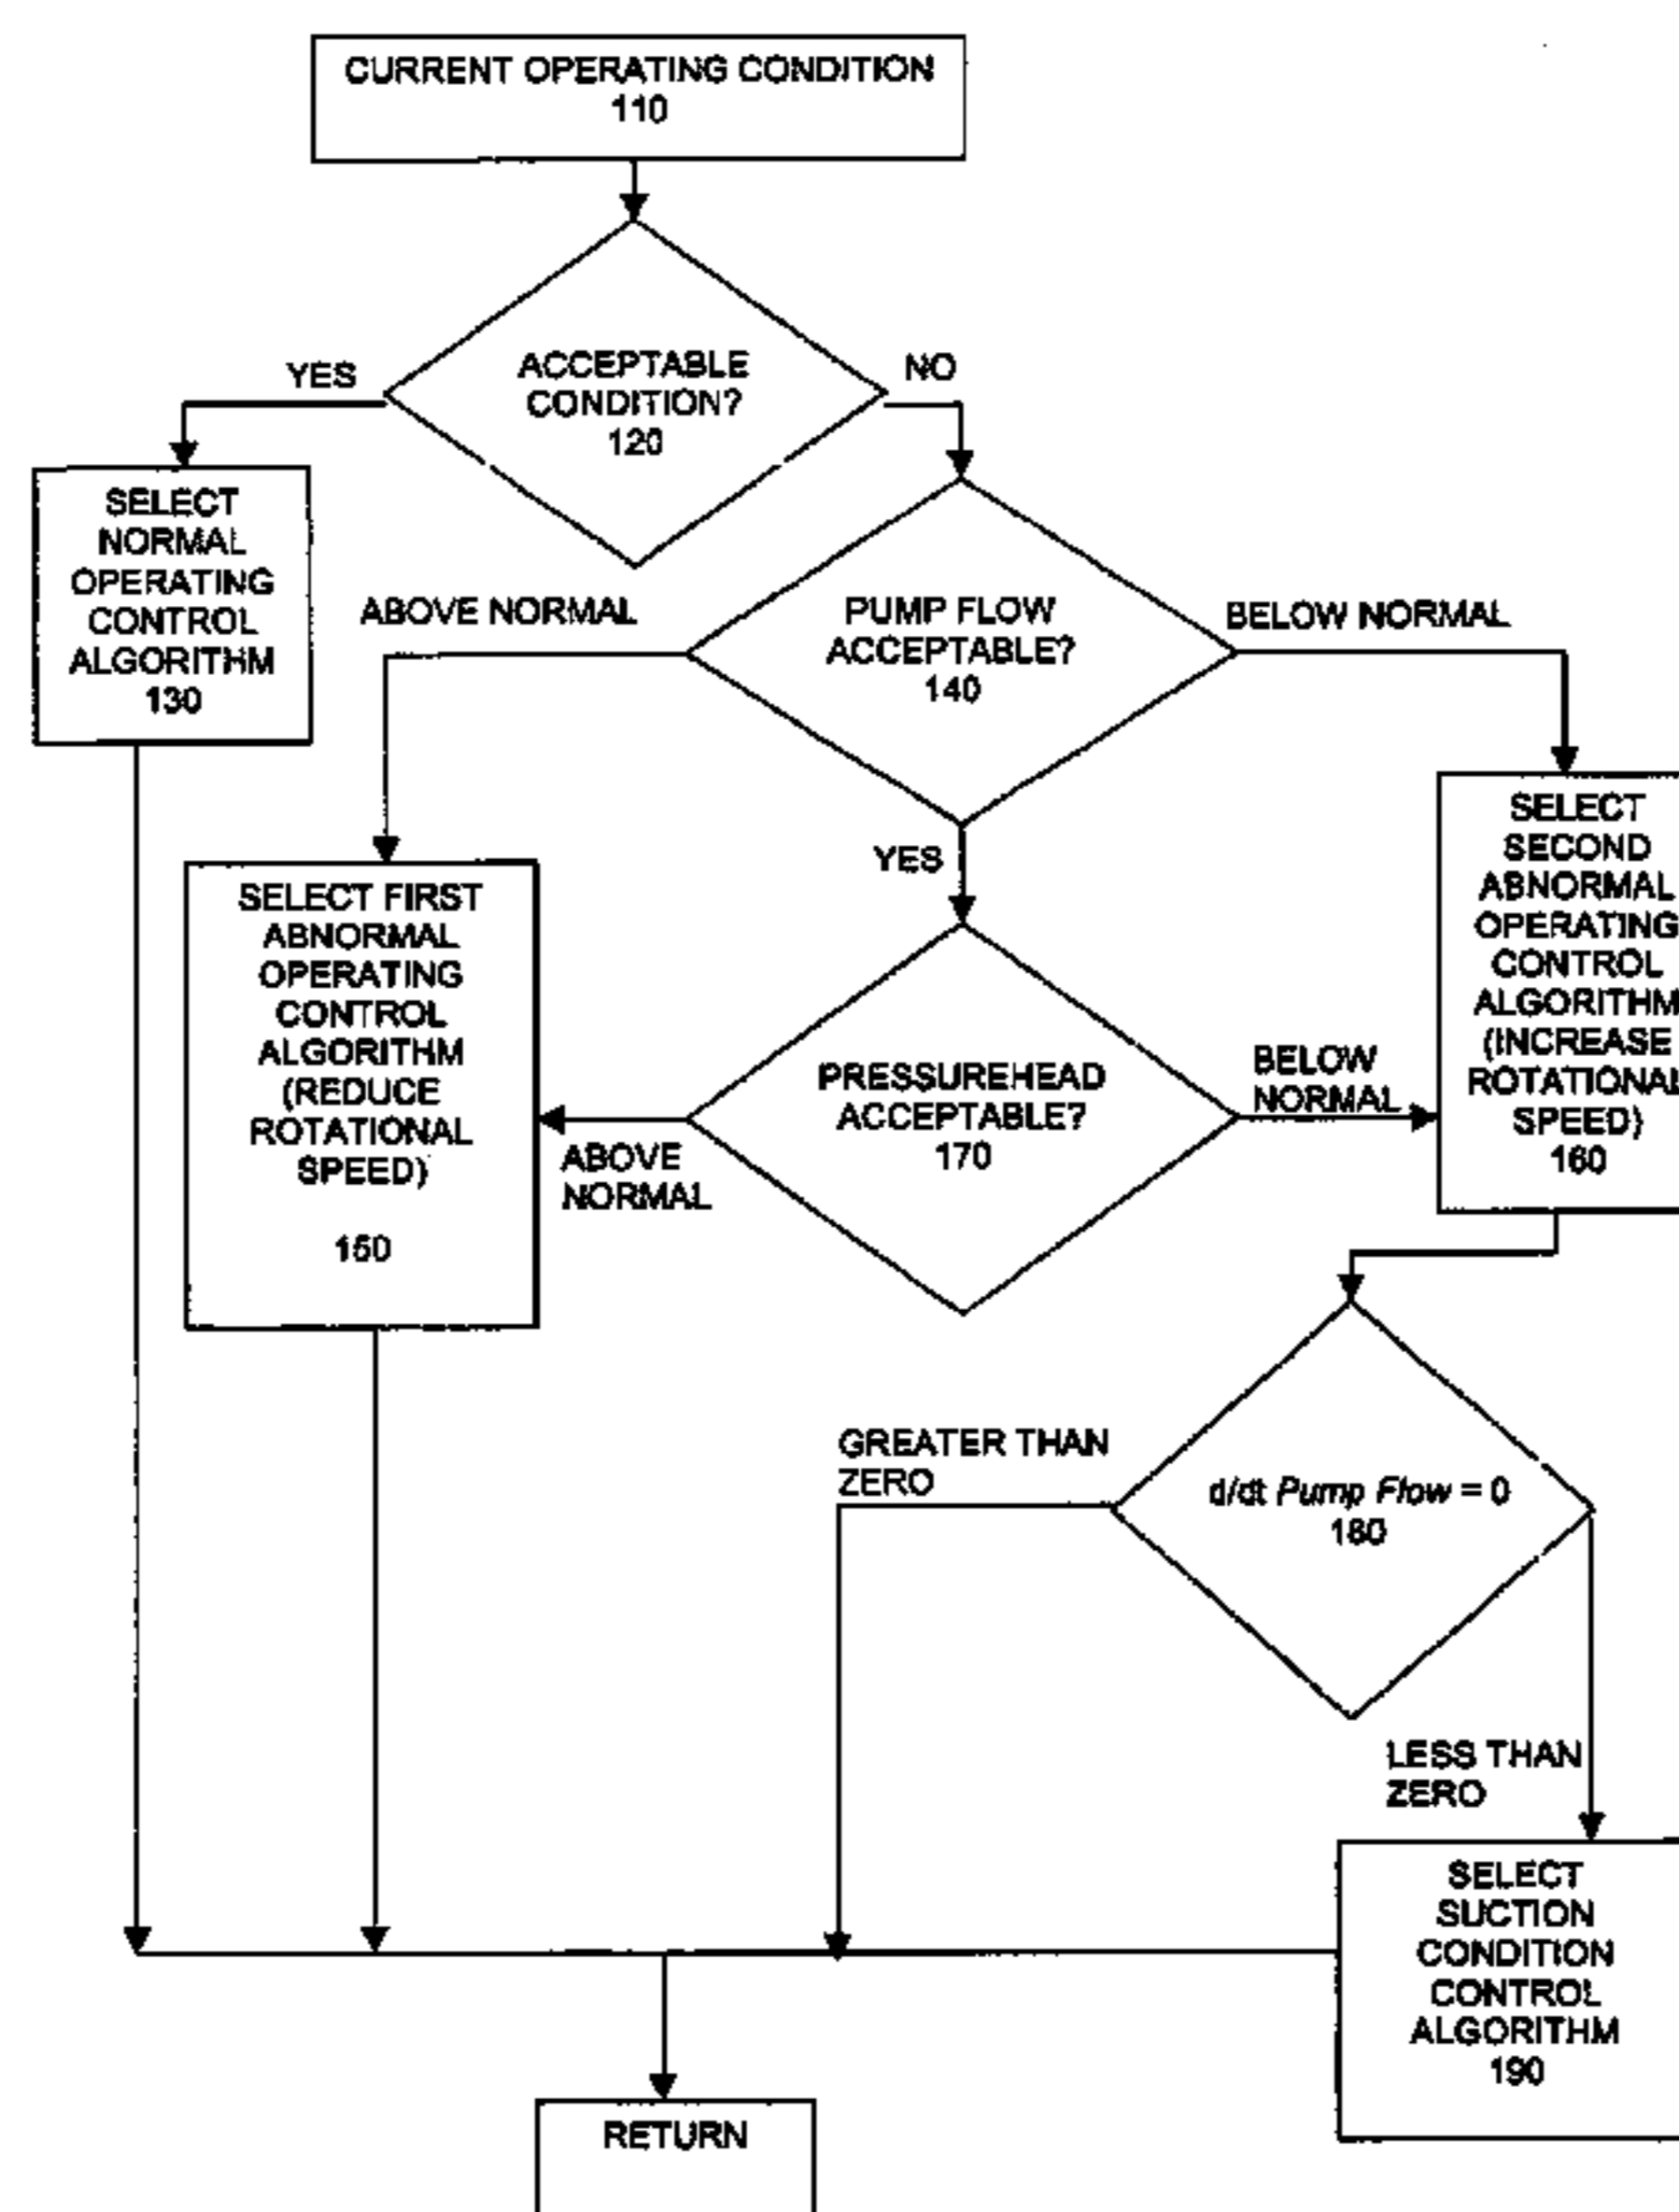 CURRENT OPERATING CONDITION
110
ACCEPTABLE
CONDITION?
120
YES
NO
SELECT
NORMAL
OPERATING
CONTROL
ALGORITHM
130
ABOVE NORMAL
PUMP FLOW
ACCEPTABLE?
140
BELOW NORMAL
YES
SELECT FIRST
ABNORMAL
OPERATING
CONTROL
ALGORITHM
(REDUCE
ROTATIONAL
SPEED)
150
SELECT
SECOND
ABNORMAL
OPERATING
CONTROL
ALGORITHM
(INCREASE
ROTATIONAL
SPEED)
160
PRESSUREHEAD
ACCEPTABLE?
170
BELOW
NORMAL
ABOVE
NORMAL
GREATER THAN
ZERO
d/dt Pump Flow = 0
180
LESS THAN
ZERO
SELECT
SUCTION
CONDITION
CONTROL
ALGORITHM
190
RETURN